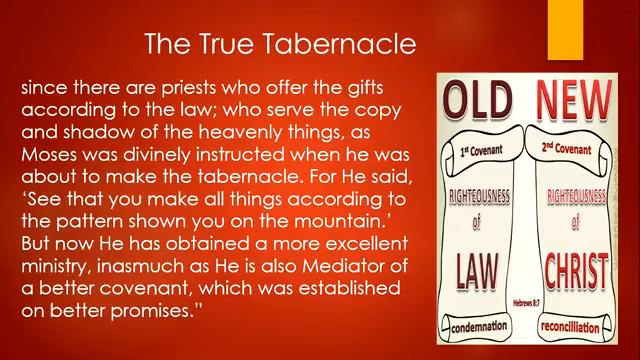 The True Tabernacle
since there are priests who offer the gifts
according to the law; who serve the copy
and shadow of the heavenly things, as
Moses was divinely instructed when he was
about to make the tabernacle. For He said,
‘See that you make all things according to
the pattern shown you on the mountain.’
But now He has obtained a more excellent
ministry, inasmuch as He is also Mediator of
a better covenant, which was established
on better promises.”
OLD
1st Covenant
RIGHTEOUSNESS
of
LAW
condemnation
NEW
2nd Covenant
RIGHTEOUSNESS
of
CHRIST
Hebrews 8:7
reconcilliation